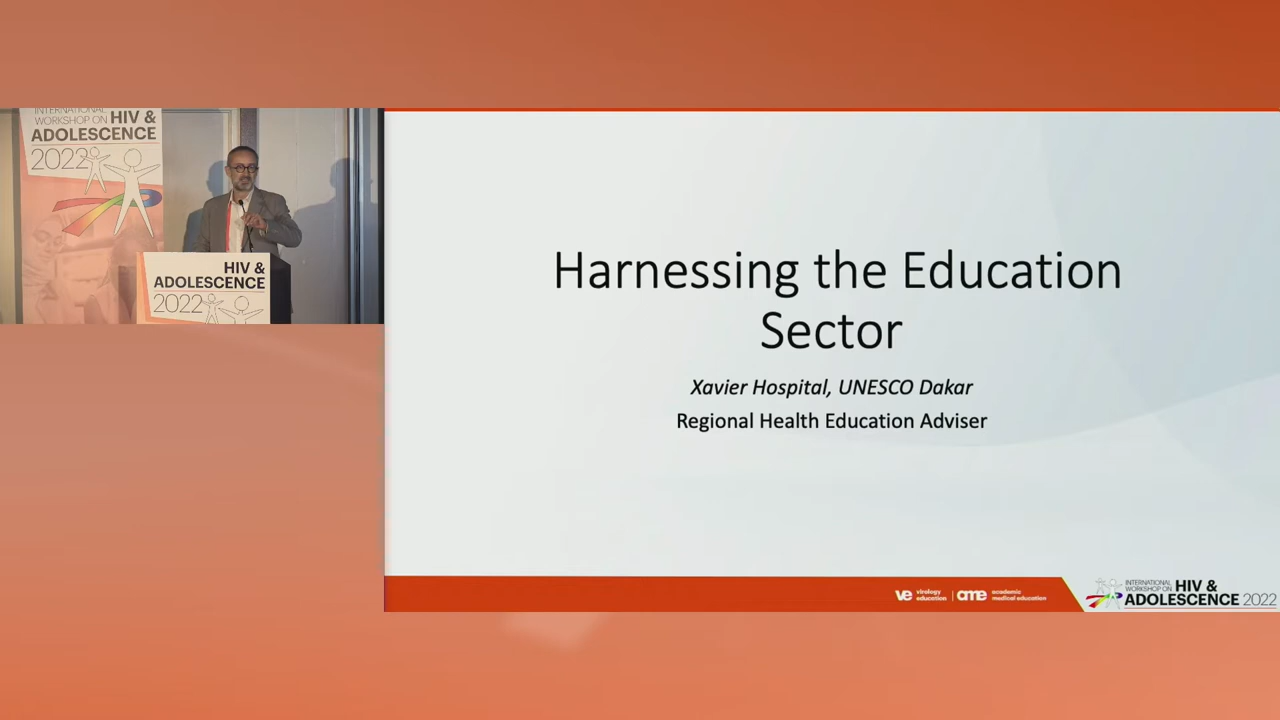 INTERNATIONAL
WORKSHOP ON HIV &
ADOLESCENCE
2022
HIV &
ADOLESCENCE
2022
Harnessing the Education
Sector
Xavier Hospital, UNESCO Dakar
Regional Health Education Adviser
ve virology education | ame academic medical education
INTERNATIONAL
WORKSHOP ON HIV &
ADOLESCENCE 2022